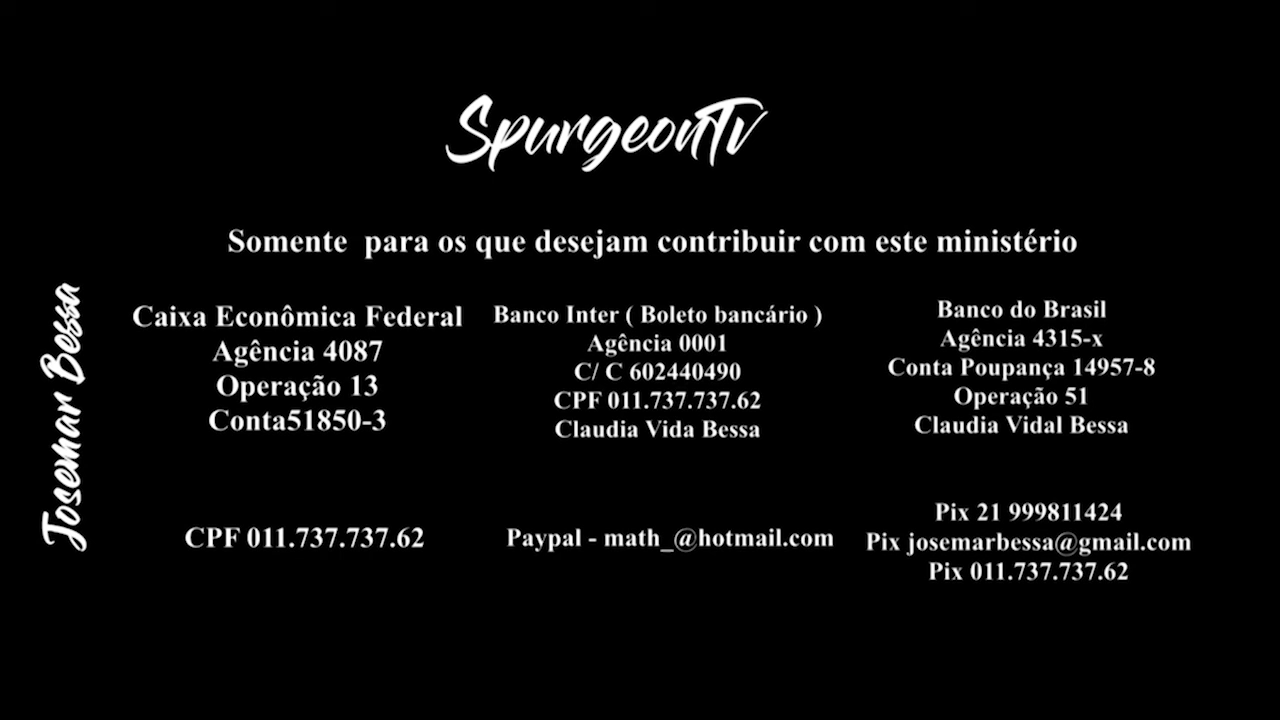 SpurgeonTv
Somente para os que desejam contribuir com este ministério
Josemar Bessa
Caixa Econômica Federal
Agência 4087
Operação 13
Conta51850-3
CPF 011.737.737.62
Banco Inter ( Boleto bancário )
Agência 0001
C/ C 602440490
CPF 011.737.737.62
Claudia Vida Bessa
Paypal - math_@hotmail.com
Banco do Brasil
Agência 4315-x
Conta Poupança 14957-8
Operação 51
Claudia Vidal Bessa
Pix 21 999811424
Pix josemarbessa@gmail.com
Pix 011.737.737.62